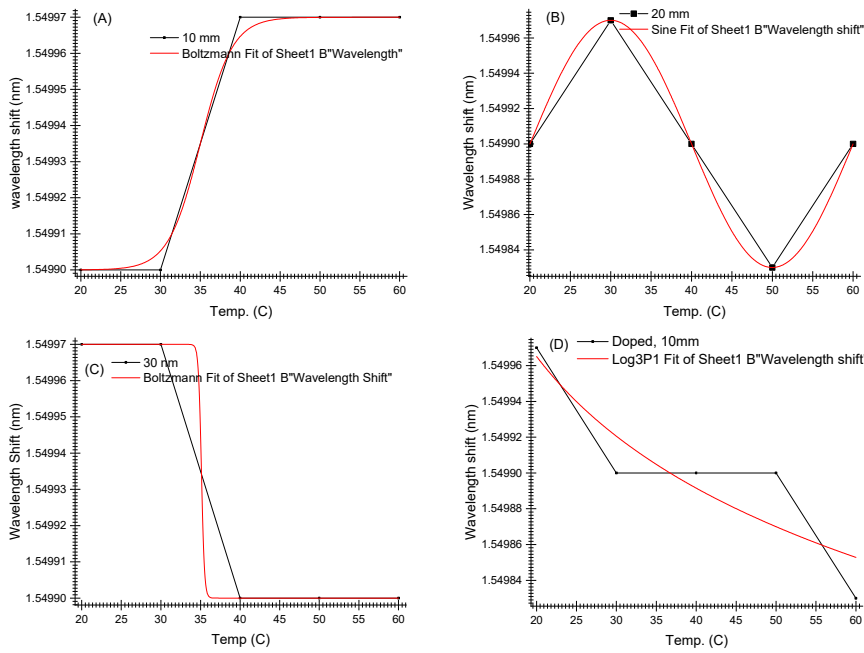 (A)
10 mm
Boltzmann Fit of Sheet1 B"Wavelength"
wavelength shift (nm)
1.54997
1.54996
1.54995
1.54994
1.54993
1.54992
1.54991
1.54990
20 25 30 35 40 45 50 55 60
Temp. (C)
(B)
20 mm
Sine Fit of Sheet1 B"Wavelength shift"
Wavelength shift (nm)
1.54996
1.54994
1.54992
1.54990
1.54988
1.54986
1.54984
20 25 30 35 40 45 50 55 60
Temp. (C)
(C)
30 nm
Boltzmann Fit of Sheet1 B"Wavelength Shift"
Wavelength Shift (nm)
1.54997
1.54996
1.54995
1.54994
1.54993
1.54992
1.54991
1.54990
20 25 30 35 40 45 50 55 60
Temp (C)
(D)
Doped, 10mm
Log3P1 Fit of Sheet1 B"Wavelength shift
Wavelength shift (nm)
1.54996
1.54994
1.54992
1.54990
1.54988
1.54986
1.54984
20 25 30 35 40 45 50 55 60
Temp. (C)